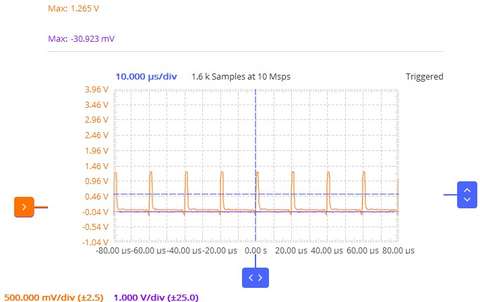 Max: 1.265 V
Max: -30.923 mV
10.000 µs/div 1.6 k Samples at 10 Msps Triggered
3.96 V
3.46 V
2.96 V
2.46 V
1.96 V
1.46 V
0.96 V
0.46 V
-0.04 V
-0.54 V
-1.04 V
-80.00 µs -60.00 µs -40.00 µs -20.00 µs 0.00 s 20.00 µs 40.00 µs 60.00 µs 80.00 µs
500.000 mV/div (±2.5) 1.000 V/div (±25.0)